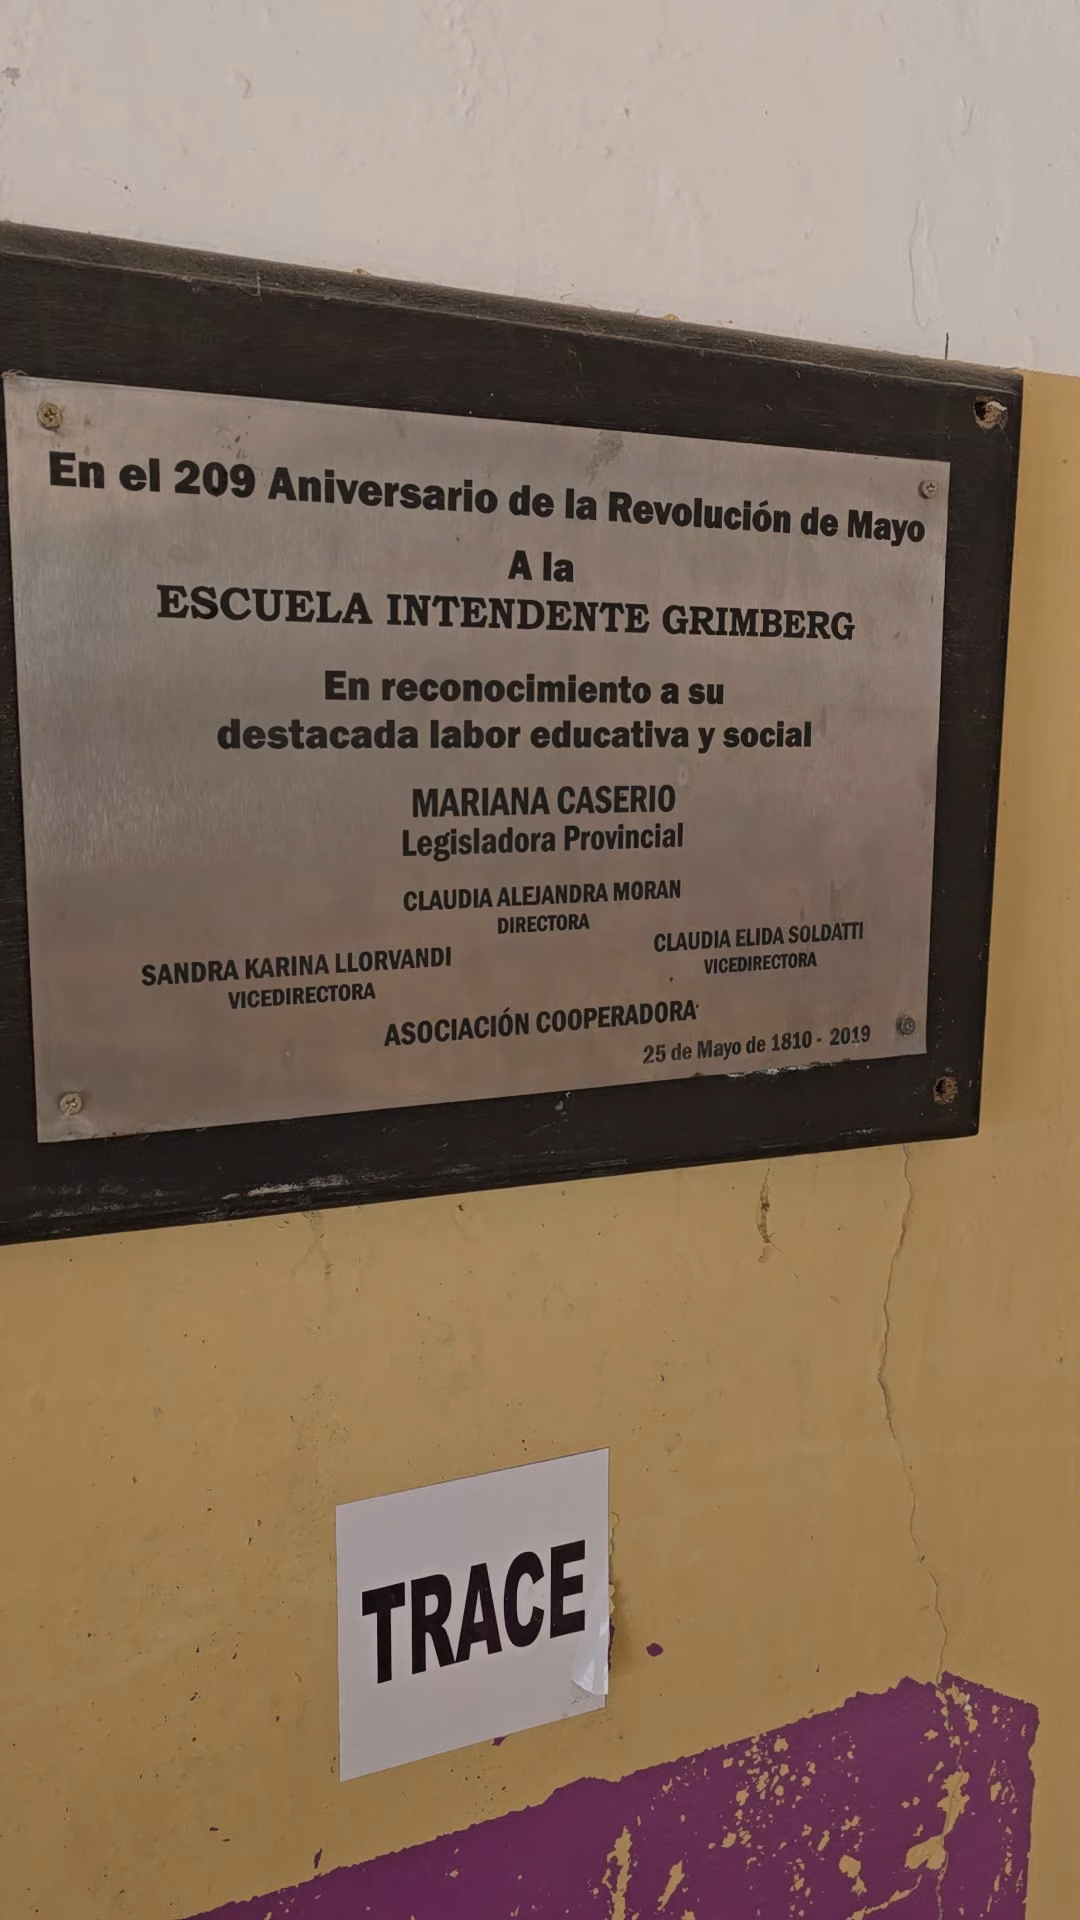 En el 209 Aniversario de la Revolución de Mayo
A la
ESCUELA INTENDENTE GRIMBERG
En reconocimiento a su
destacada labor educativa y social
MARIANA CASERIO
Legisladora Provincial
CLAUDIA ALEJANDRA MORAN
DIRECTORA
SANDRA KARINA LLORVANDI
VICEDIRECTORA
CLAUDIA ELIDA SOLDATTI
VICEDIRECTORA
ASOCIACIÓN COOPERADORA
25 de Mayo de 1810 - 2019
TRACE